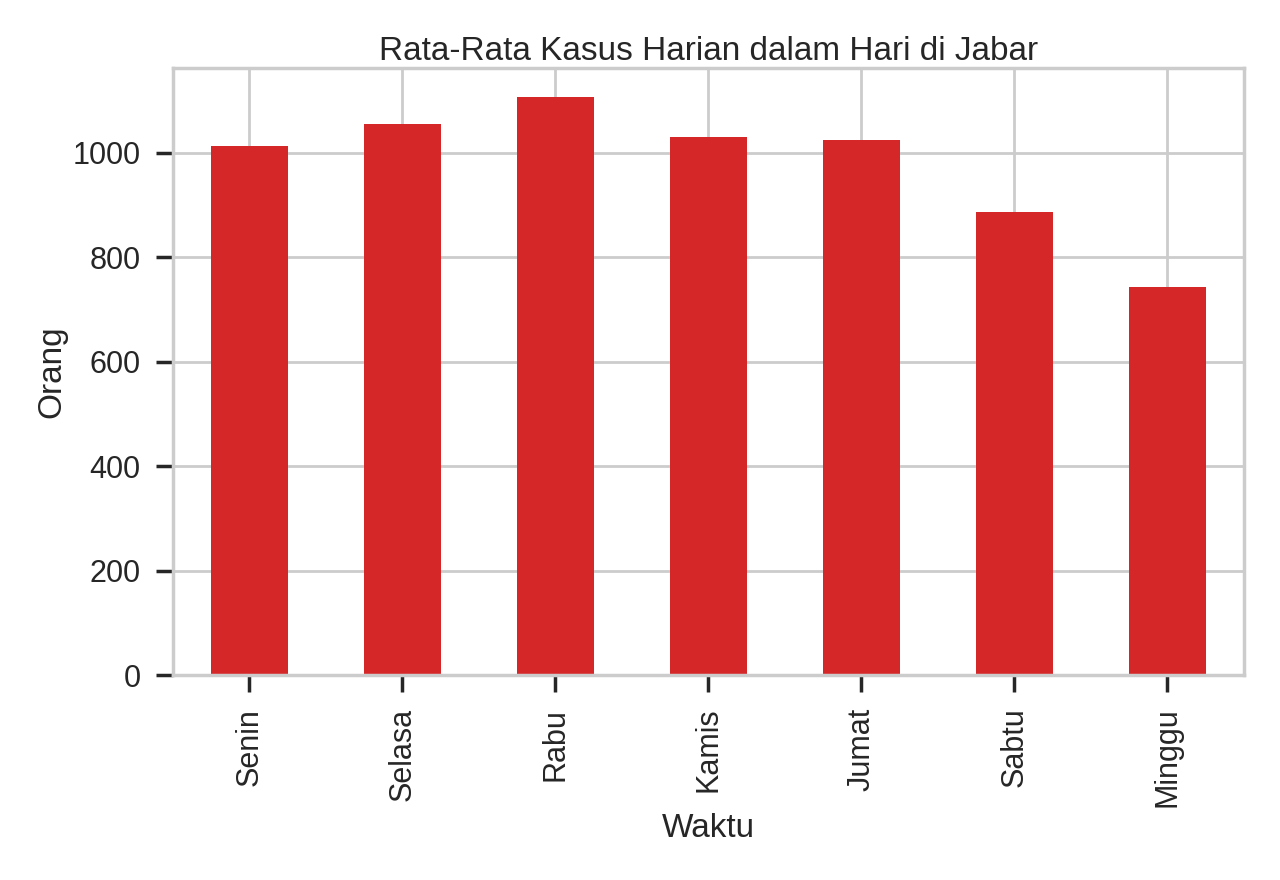 Rata-Rata Kasus Harian dalam Hari di Jabar
1000
800
600
400
200
0
Orang
Senin
Selasa
Rabu
Kamis
Jumat
Sabtu
Minggu
Waktu